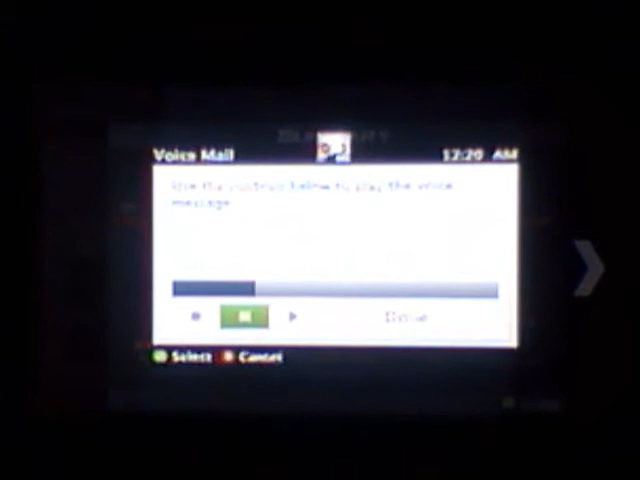 Voice Mail
12:20 AM
Use the controls below to play the voice
message
Done
Select
Cancel